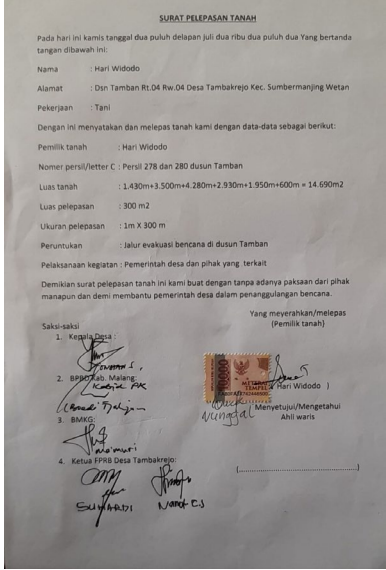 SURAT PELEPASAN TANAH
Pada hari ini kamis tanggal dua puluh delapan juli dua ribu dua puluh dua Yang bertanda
tangan dibawah ini:
Nama : Hari Widodo
Alamat : Dsn Tamban Rt.04 Rw.04 Desa Tambakrejo Kec. Sumbermanjing Wetan
Pekerjaan : Tani
Dengan ini menyatakan dan melepas tanah kami dengan data-data sebagai berikut:
Pemilik tanah : Hari Widodo
Nomer persil/letter C : Persil 278 dan 280 dusun Tamban
Luas tanah : 1.430m+3.500m+4.280m+2.930m+1.950m+600m = 14.690m2
Luas pelepasan : 300 m2
Ukuran pelepasan : 1m X 300 m
Peruntukan : Jalur evakuasi bencana di dusun Tamban
Pelaksanaan kegiatan : Pemerintah desa dan pihak yang terkait
Demikian surat pelepasan tanah ini kami buat dengan tanpa adanya paksaan dari pihak
manapun dan demi membantu pemerintah desa dalam penanggulangan bencana.
Yang meyerahkan/melepas
(Pemilik tanah)
Saksi-saksi
1. Kepala Desa :
2. BPBD Kab. Malang:
10000
METERAI
TEMPEL
Hari Widodo )
Nunggal
Menyetujui/Mengetahui
Ahli waris
3. BMKG:
4. Ketua FPRB Desa Tambakrejo:
(...)
SUWARDI